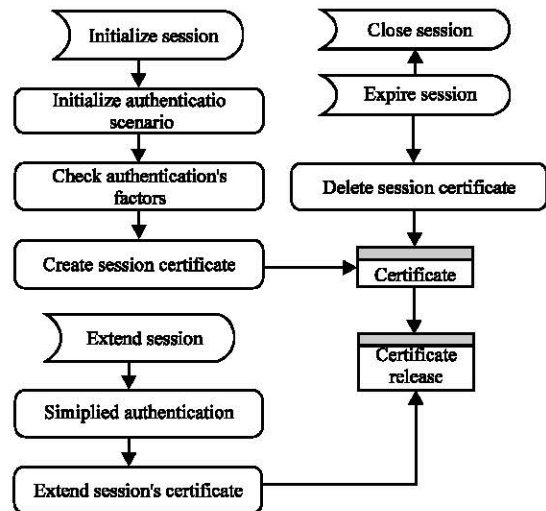 Initialize session
Initialize authenticatio
scenario
Check authentication's
factors
Create session certificate
Extend session
Simiplied authentication
Extend session's certificate
Close session
Expire session
Delete session certificate
Certificate
Certificate
release